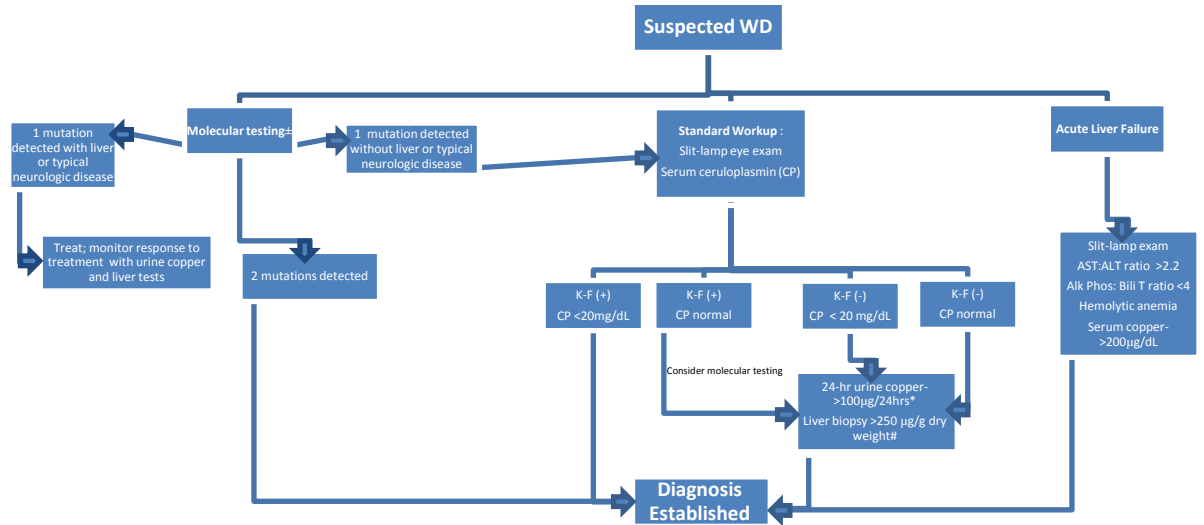 Suspected WD
Molecular testing±
1 mutation
detected with liver
or typical
neurologic disease
1 mutation detected
without liver or typical
neurologic disease
Standard Workup :
Slit-lamp eye exam
Serum ceruloplasmin (CP)
Acute Liver Failure
Treat; monitor response to
treatment with urine copper
and liver tests
2 mutations detected
Slit-lamp exam
AST:ALT ratio >2.2
Alk Phos: Bili T ratio <4
Hemolytic anemia
Serum copper-
>200µg/dL
K-F (+)
CP <20mg/dL
K-F (+)
CP normal
K-F (-)
CP < 20 mg/dL
K-F (-)
CP normal
Consider molecular testing
24-hr urine copper-
>100µg/24hrs*
Liver biopsy >250 µg/g dry
weight#
Diagnosis
Established